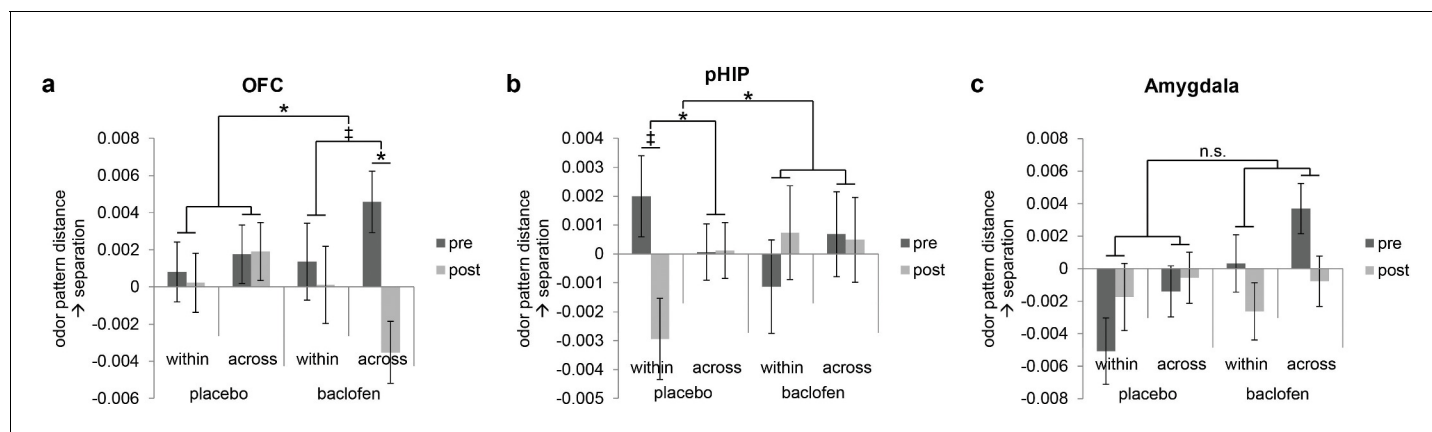 a
OFC
*
‡
*
odor pattern distance
→ separation
0.008
0.006
0.004
0.002
0
-0.002
-0.004
-0.006
within across within across
placebo baclofen
pre
post
b
pHIP
*
‡
*
odor pattern distance
→ separation
0.004
0.003
0.002
0.001
0
-0.001
-0.002
-0.003
-0.004
-0.005
within across within across
placebo baclofen
pre
post
c
Amygdala
n.s.
odor pattern distance
→ separation
0.008
0.006
0.004
0.002
0
-0.002
-0.004
-0.006
-0.008
within across within across
placebo baclofen
pre
post